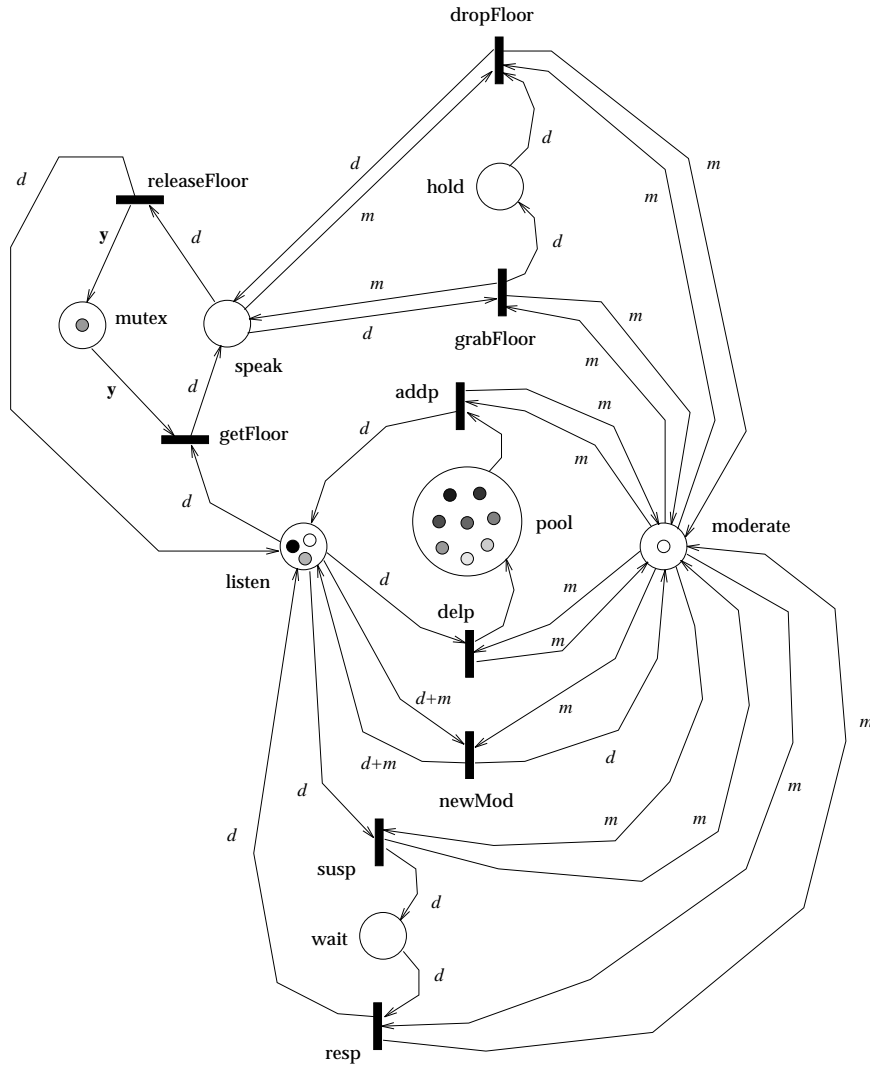 dropFloor
d
d
m
d
releaseFloor
hold
m
m
y
d
d
m
mutex
m
d
speak
grabFloor
m
m
y
d
addp
m
d
getFloor
m
d
pool
moderate
listen
d
m
delp
m
d+m
m
d+m
d
m
d
newMod
m
m
m
d
susp
d
wait
d
resp